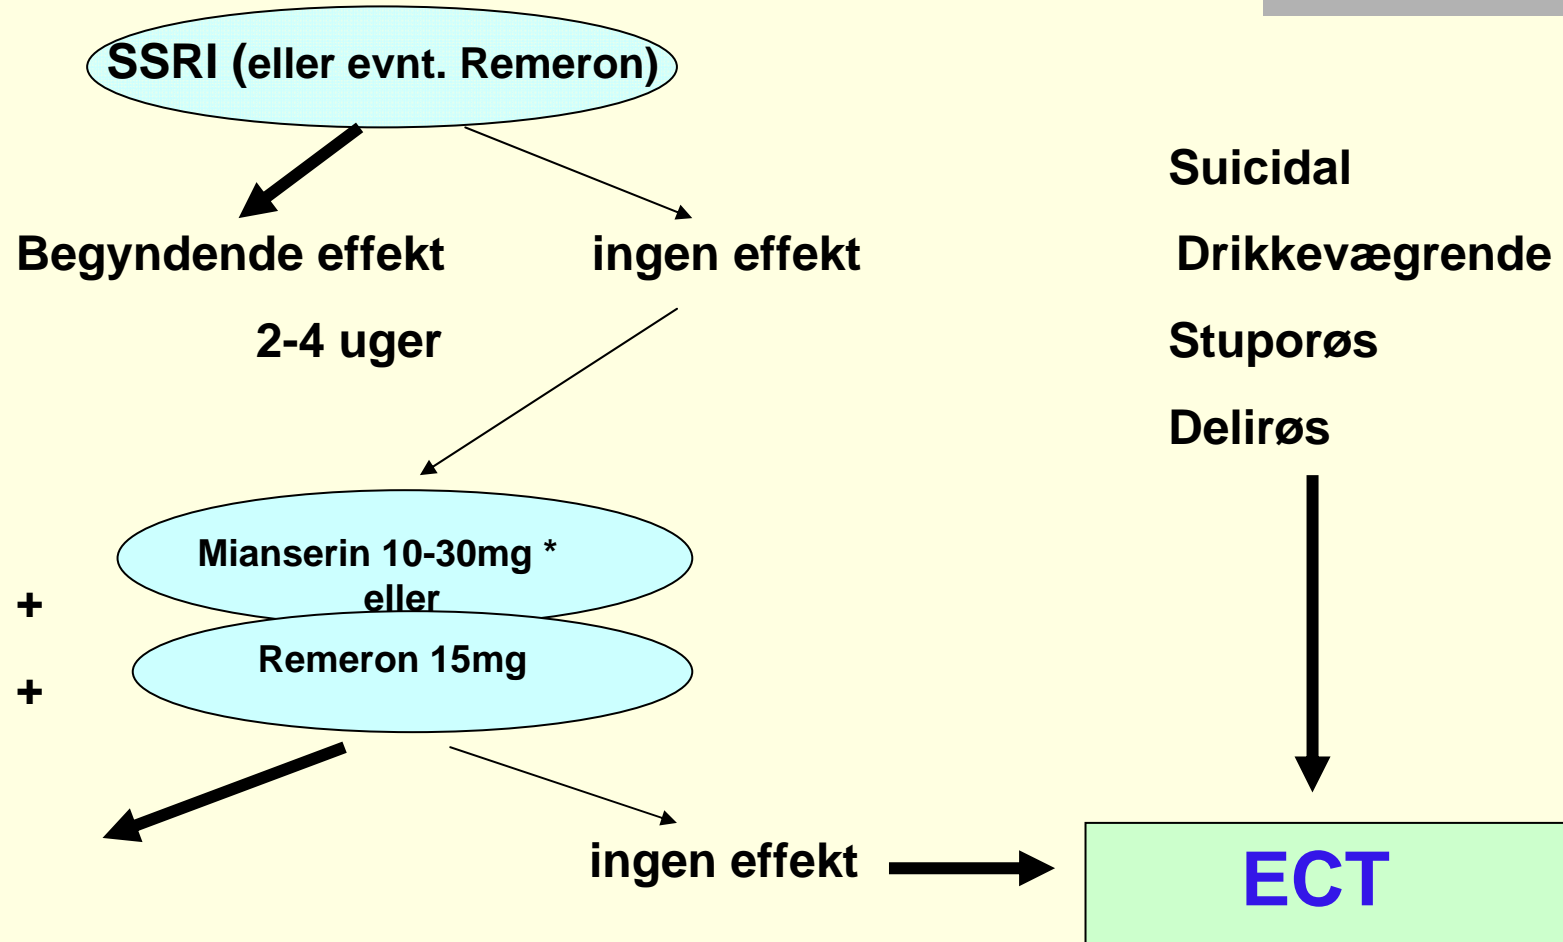 SSRI (eller evnt. Remeron)
Begyndende effekt
ingen effekt
2-4 uger
Mianserin 10-30mg *
eller
+
Remeron 15mg
+
ingen effekt
Suicidal
Drikkevægrende
Stuporøs
Delirøs
ECT